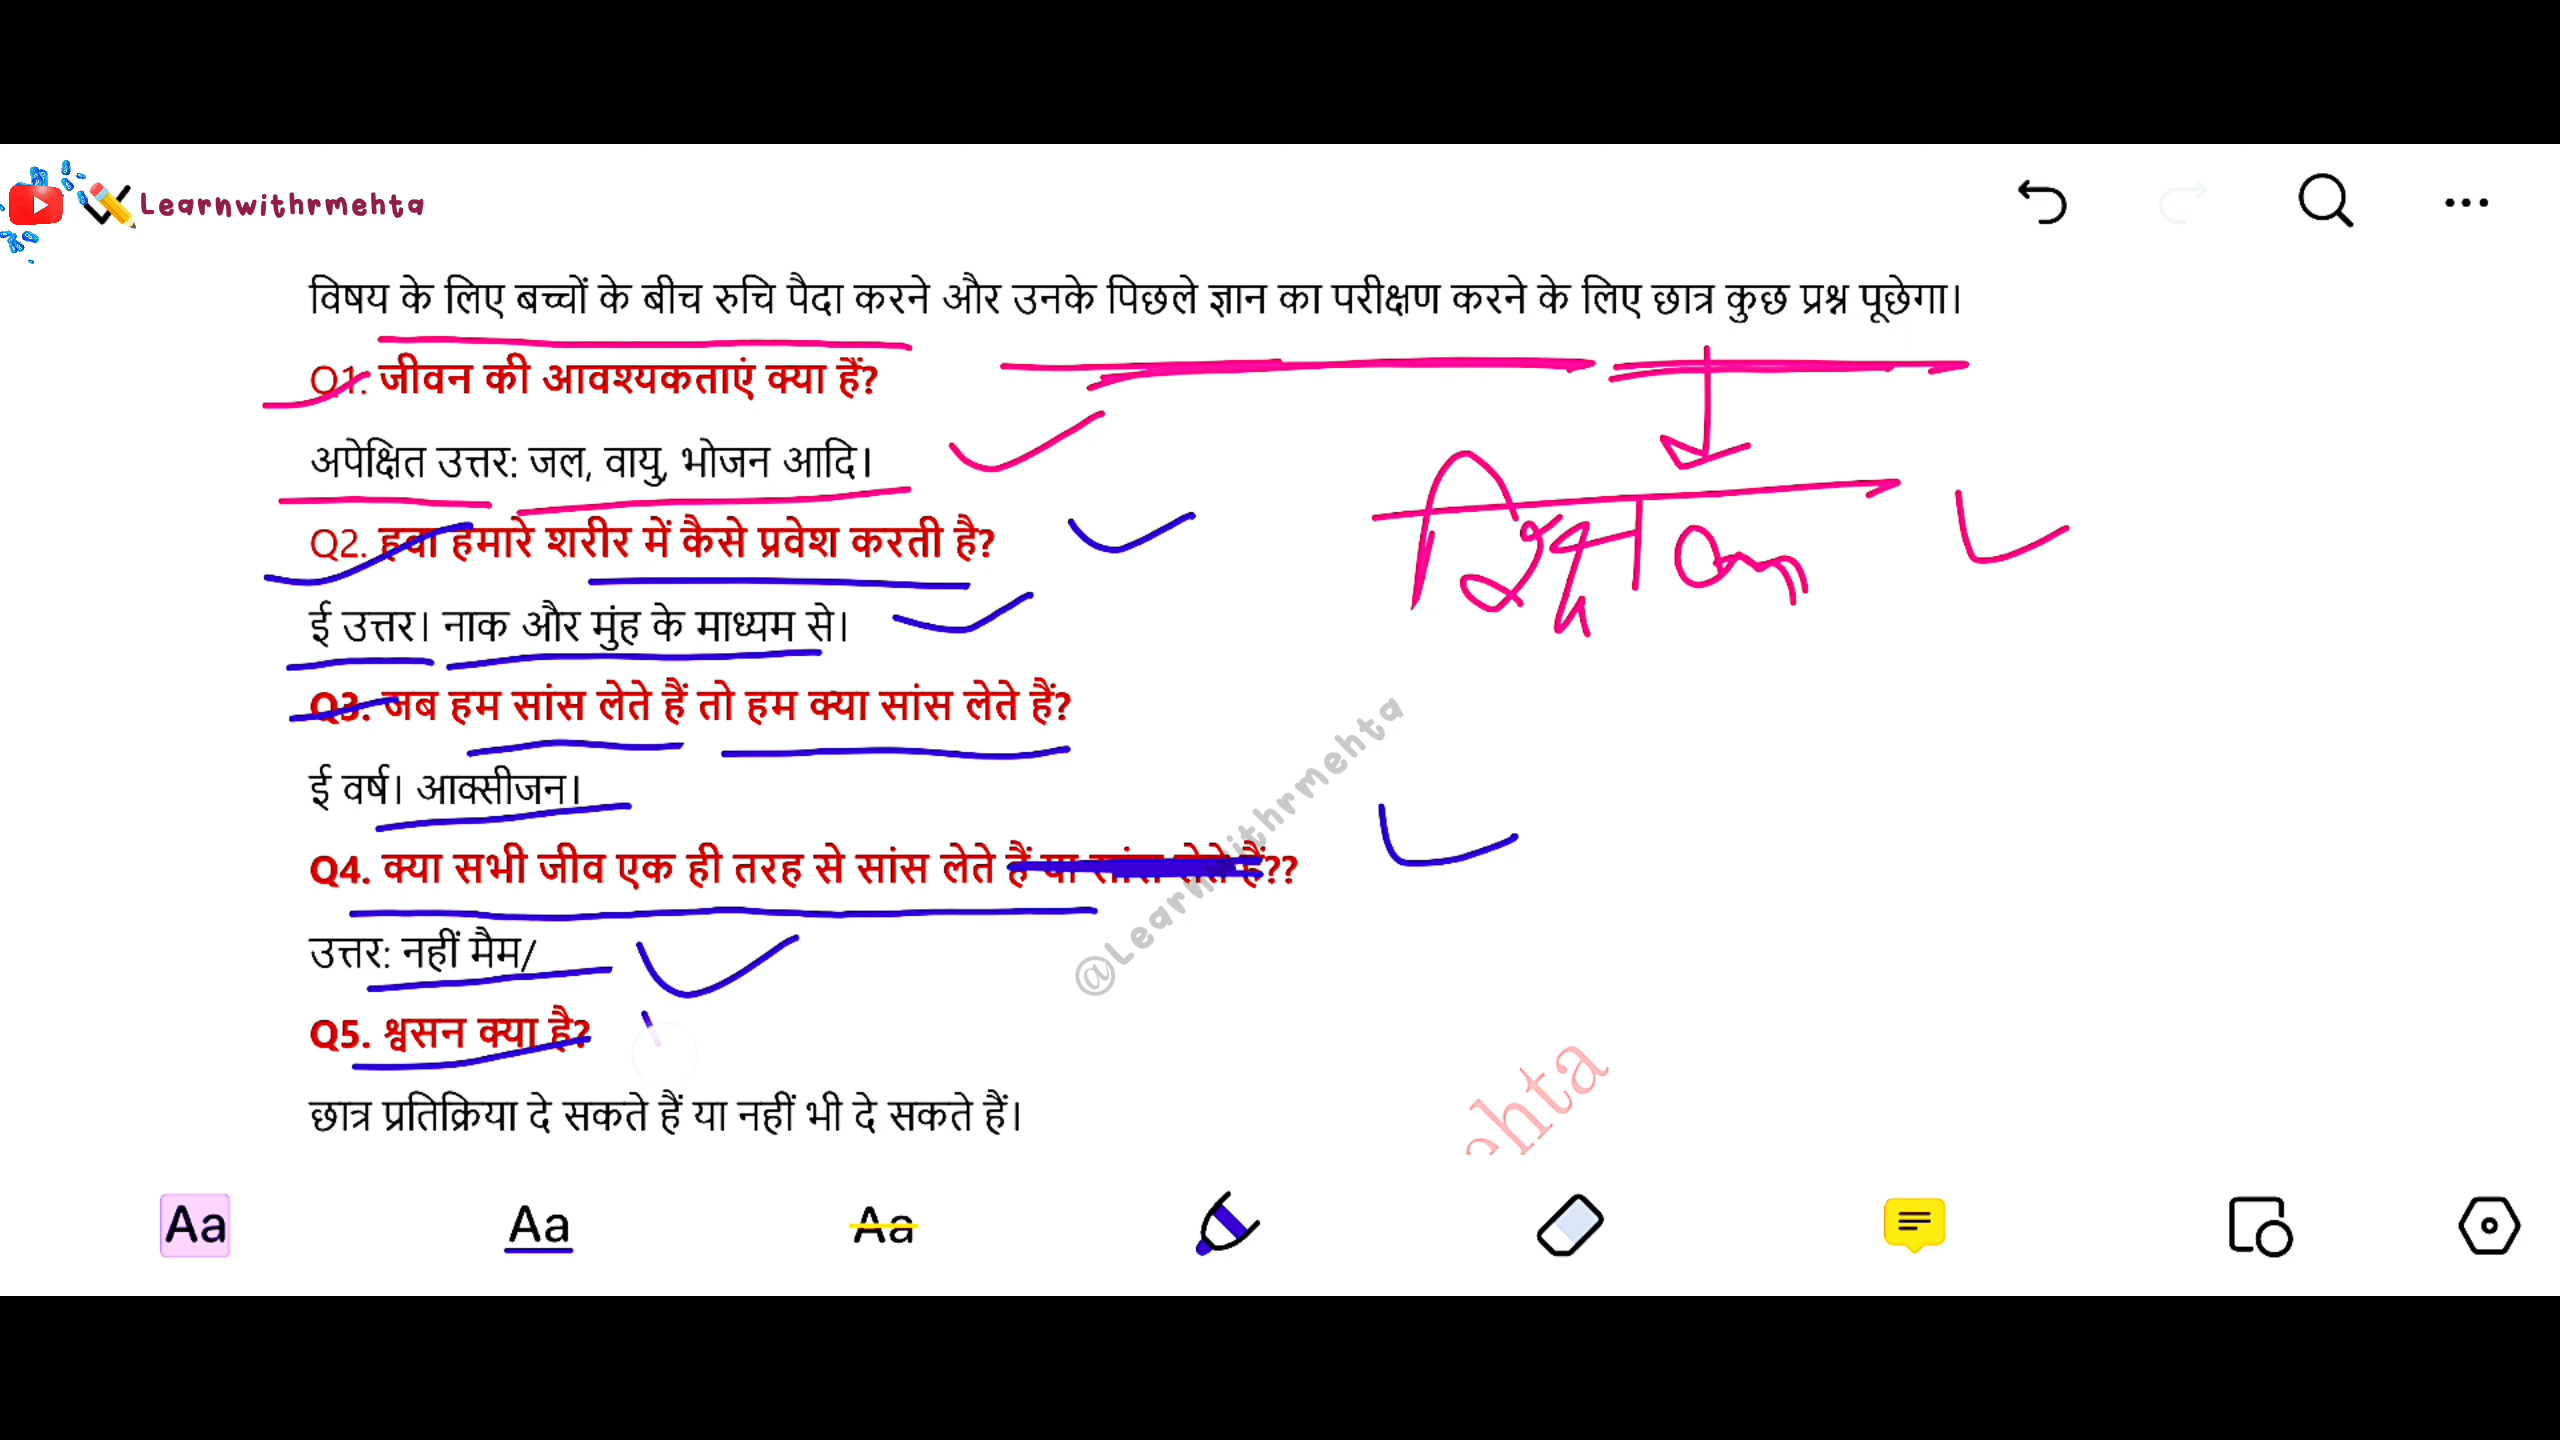 Learnwithrmehta
विषय के लिए बच्चों के बीच रुचि पैदा करने और उनके पिछले ज्ञान का परीक्षण करने के लिए छात्र कुछ प्रश्न पूछेगा।
Q1. जीवन की आवश्यकताएं क्या हैं?
अपेक्षित उत्तर: जल, वायु, भोजन आदि।
Q2. हवा हमारे शरीर में कैसे प्रवेश करती है?
ई उत्तर। नाक और मुंह के माध्यम से।
Q3. जब हम सांस लेते हैं तो हम क्या सांस लेते हैं?
ई वर्ष। आक्सीजन।
Q4. क्या सभी जीव एक ही तरह से सांस लेते हैं या सांस लेते हैं??
उत्तर: नहीं मैम/
Q5. श्वसन क्या है?
छात्र प्रतिक्रिया दे सकते हैं या नहीं भी दे सकते हैं।
@Learnwithrmehta
ehta
Aa
Aa
Aa